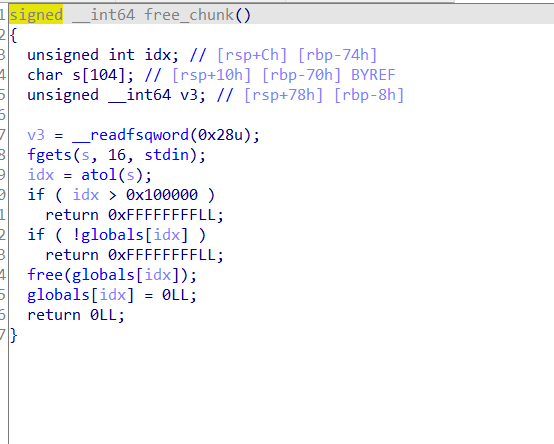 1 signed __int64 free_chunk()
2 {
3 unsigned int idx; // [rsp+Ch] [rbp-74h]
4 char s[104]; // [rsp+10h] [rbp-70h] BYREF
5 unsigned __int64 v3; // [rsp+78h] [rbp-8h]
6
7 v3 = __readfsqword(0x28u);
8 fgets(s, 16, stdin);
9 idx = atol(s);
0 if ( idx > 0x100000 )
1 return 0xFFFFFFFFLL;
2 if ( !globals[idx] )
3 return 0xFFFFFFFFLL;
4 free(globals[idx]);
5 globals[idx] = 0LL;
6 return 0LL;
7 }